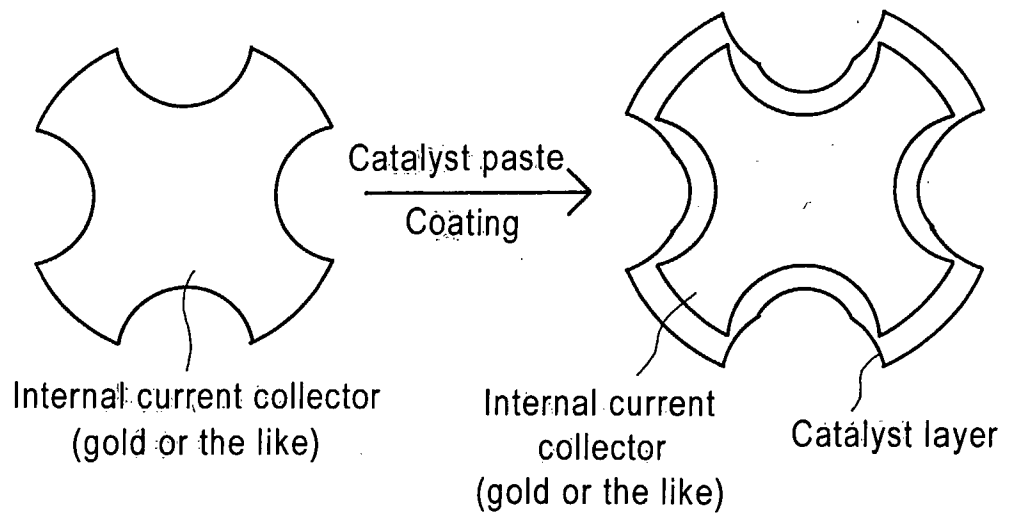 Catalyst paste
Coating
Internal current collector
(gold or the like)
Internal current
collector
(gold or the like)
Catalyst layer